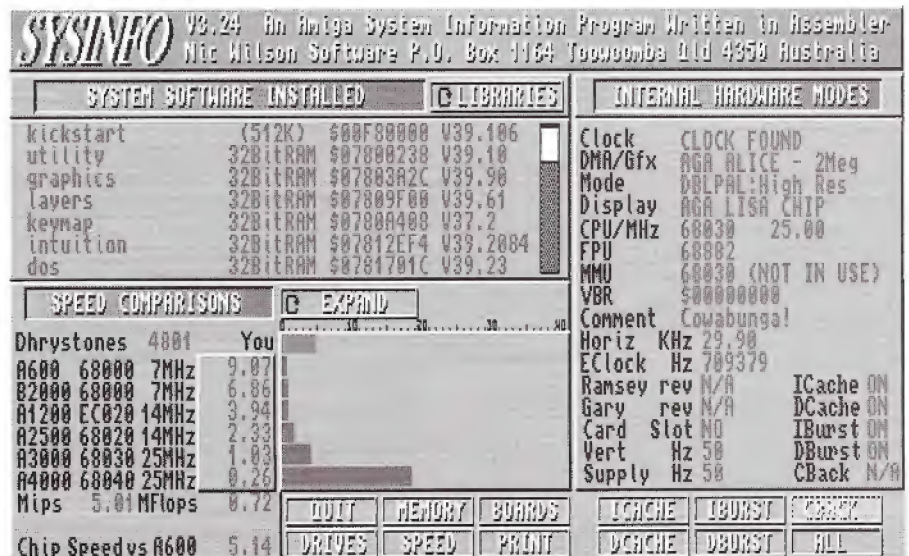 SYSINFO V3.24 An Amiga System Information Program Written in Assembler
Nic Wilson Software P.O. Box 1164 Toowoomba Qld 4350 Australia
SYSTEM SOFTWARE INSTALLED LIBRARIES
kickstart (512K) $00F80000 V39.106
utility 32BitRAM $07800238 V39.10
graphics 32BitRAM $07803A2C V39.90
layers 32BitRAM $07809F00 V39.61
keymap 32BitRAM $0780A408 V37.2
intuition 32BitRAM $07812EF4 V39.2084
dos 32BitRAM $0781791C V39.23
SPEED COMPARISONS EXPAND
10 20 30 40
Dhrystones 4801 You
A600 68000 7MHz 9.07
B2000 68000 7MHz 6.86
A1200 EC020 14MHz 3.94
A2500 68020 14MHz 2.33
A3000 68030 25MHz 1.03
A4000 68040 25MHz 0.26
Mips 5.01 MFlops 0.72
Chip Speed vs A600 5.14
INTERNAL HARDWARE MODES
Clock CLOCK FOUND
DMA/Gfx AGA ALICE - 2Meg
Mode DBLPAL:High Res
Display AGA LISA CHIP
CPU/MHz 68030 25.00
FPU 68882
MMU 68030 (NOT IN USE)
VBR $00000000
Comment Cowabunga!
Horiz KHz 29.90
EClock Hz 709379
Ramsey rev N/A ICache ON
Gary rev N/A DCache ON
Card Slot NO IBurst ON
Vert Hz 50 DBurst ON
Supply Hz 50 CBack N/A
QUIT MEMORY BOARDS ICACHE IBURST CBACK
DRIVES SPEED PRINT DCACHE DBURST ALL